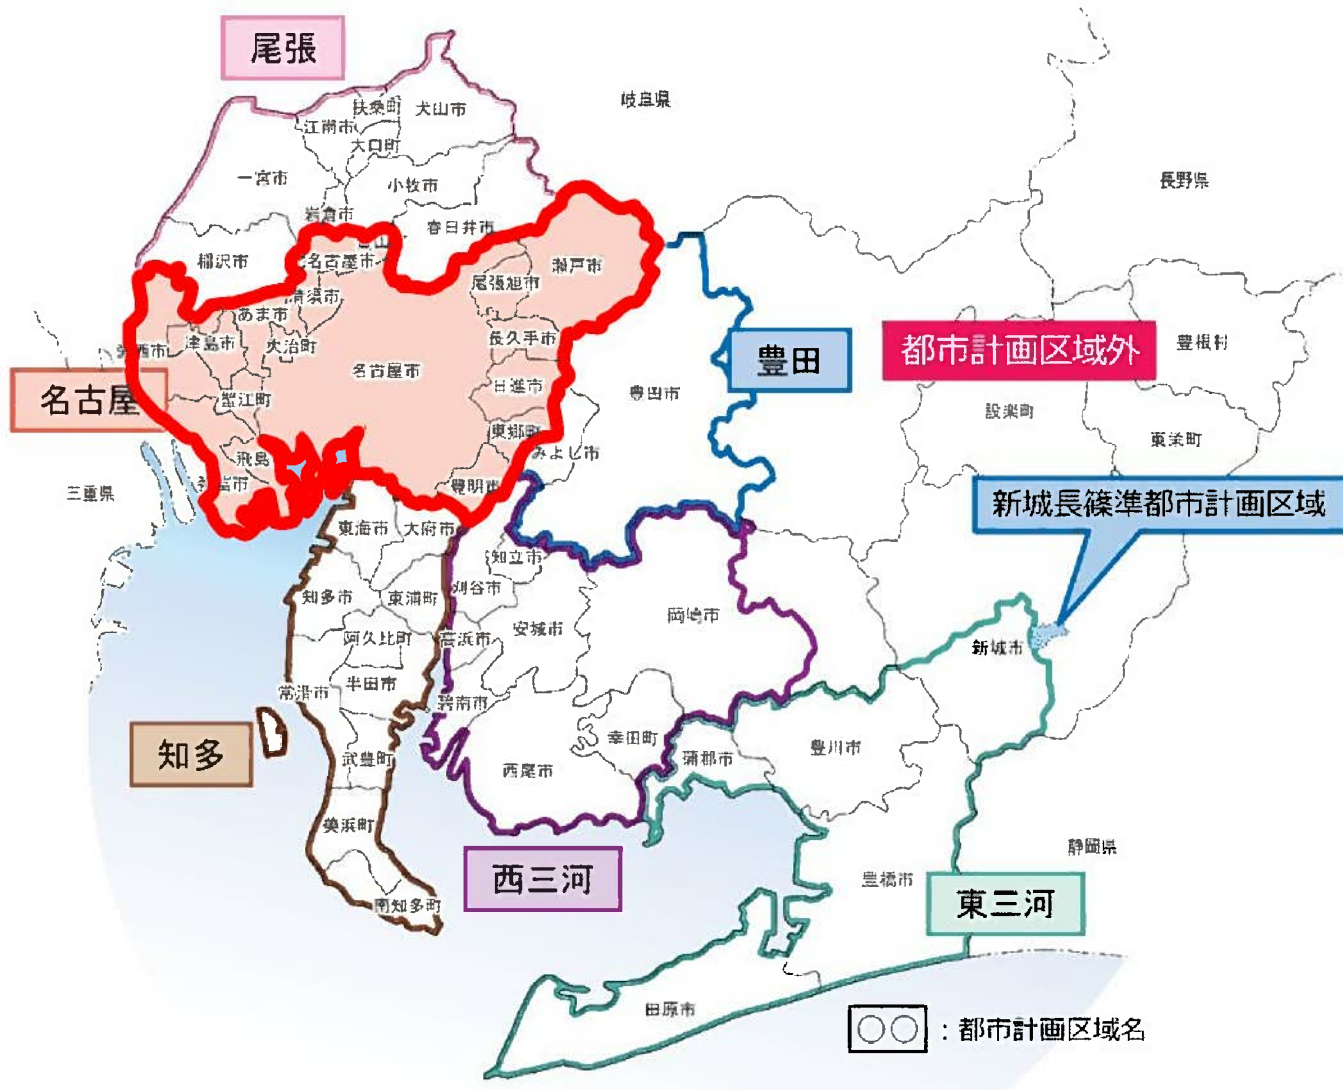 尾張
岐阜県
扶桑町
犬山市
江南市
大口町
一宮市
小牧市
長野県
岩倉市
春日井市
稲沢市
名古屋市
瀬戸市
尾張旭市
清須市
あま市
津島市
大治町
長久手市
豊根村
都市計画区域外
豊田
名古屋市
日進市
豊田市
名古屋
蟹江町
設楽町
東郷町
東栄町
みよし市
飛島
豊明市
三重県
新城長篠準都市計画区域
東海市
大府市
知立市
知多市
東浦町
刈谷市
岡崎市
安城市
阿久比町
高浜市
新城市
半田市
常滑市
碧南市
知多
幸田町
豊川市
武豊町
西尾市
蒲郡市
美浜町
静岡県
西三河
豊橋市
東三河
南知多町
田原市
○○：都市計画区域名